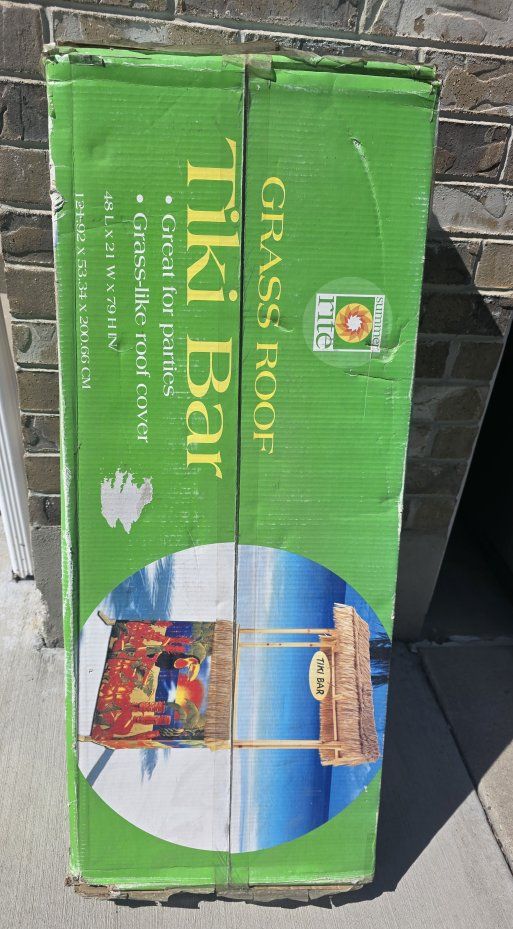 summer
rite
GRASS ROOF
Tiki Bar
• Great for parties
• Grass-like roof cover
48 L X 21 W X 79 H IN
121.92 X 53.34 X 200.66 CM
TIKI BAR